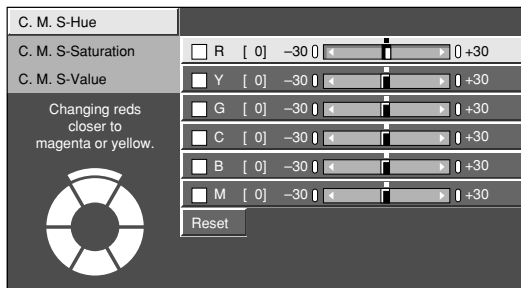 C. M. S-Hue
C. M. S-Saturation
C. M. S-Value
Changing reds
closer to
magenta or yellow.
R [ 0] –30 +30
Y [ 0] –30 +30
G [ 0] –30 +30
C [ 0] –30 +30
B [ 0] –30 +30
M [ 0] –30 +30
Reset